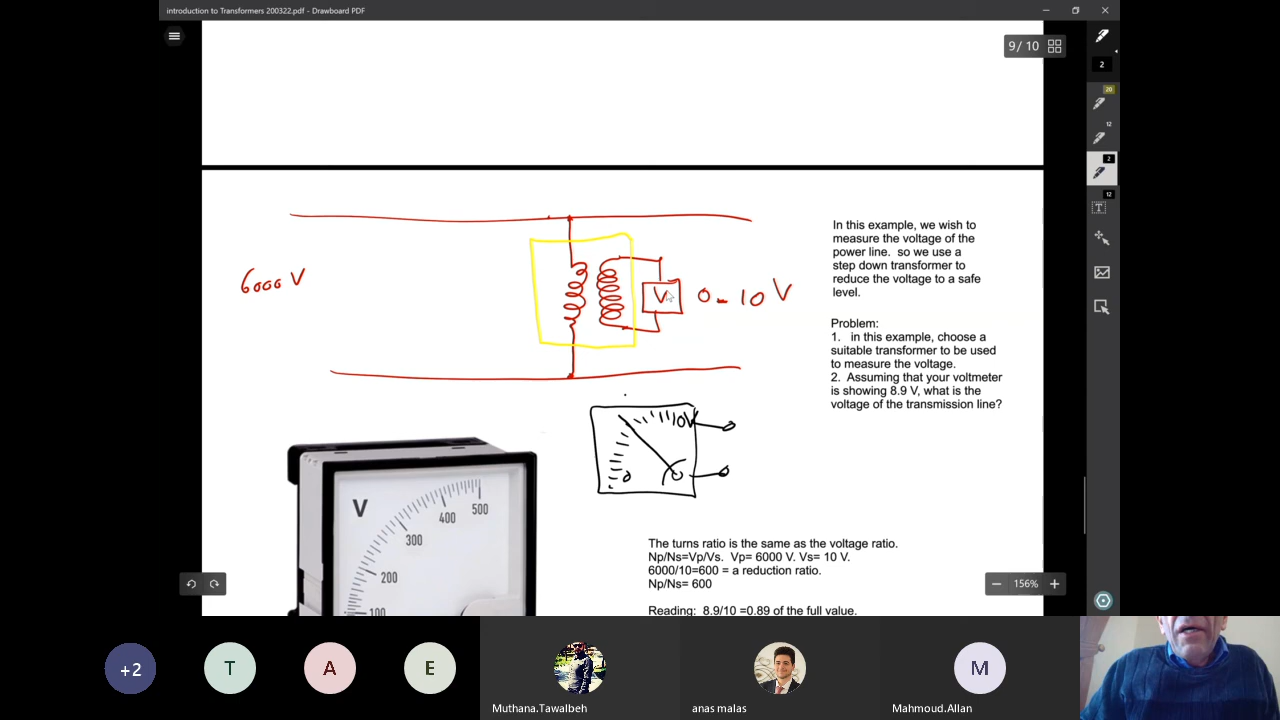 introduction to Transformers 200322.pdf - Drawboard PDF
9 / 10
2
20
12
2
12
T
6000 V
V
0 - 10 V
In this example, we wish to
measure the voltage of the
power line. so we use a
step down transformer to
reduce the voltage to a safe
level.
Problem:
1. in this example, choose a
suitable transformer to be used
to measure the voltage.
2. Assuming that your voltmeter
is showing 8.9 V, what is the
voltage of the transmission line?
10V
0
V
500
400
300
200
100
The turns ratio is the same as the voltage ratio.
Np/Ns=Vp/Vs. Vp= 6000 V. Vs= 10 V.
6000/10=600 = a reduction ratio.
Np/Ns= 600
Reading: 8.9/10 =0.89 of the full value.
156%
+2
T
A
E
M
Muthana.Tawalbeh
anas malas
Mahmoud.Allan